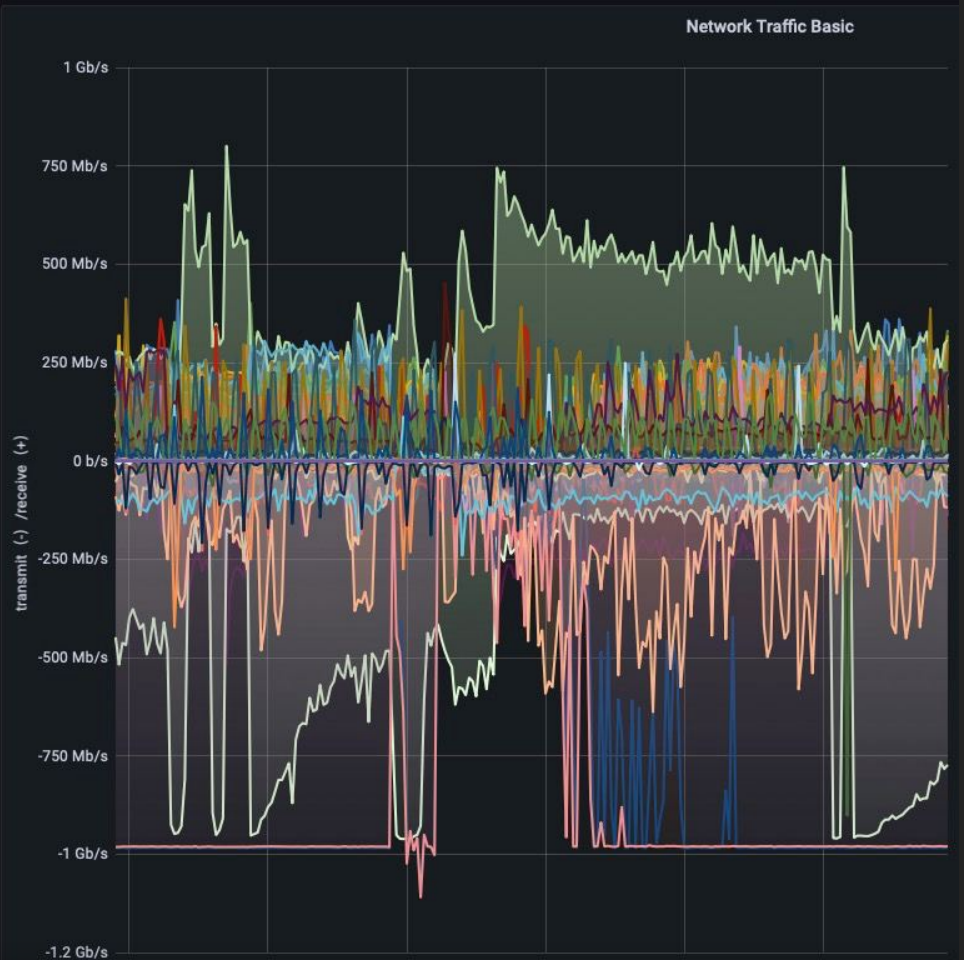 Network Traffic Basic
1 Gb/s
750 Mb/s
500 Mb/s
250 Mb/s
0 b/s
-250 Mb/s
-500 Mb/s
-750 Mb/s
-1 Gb/s
-1.2 Gb/s
transmit (-) /receive (+)